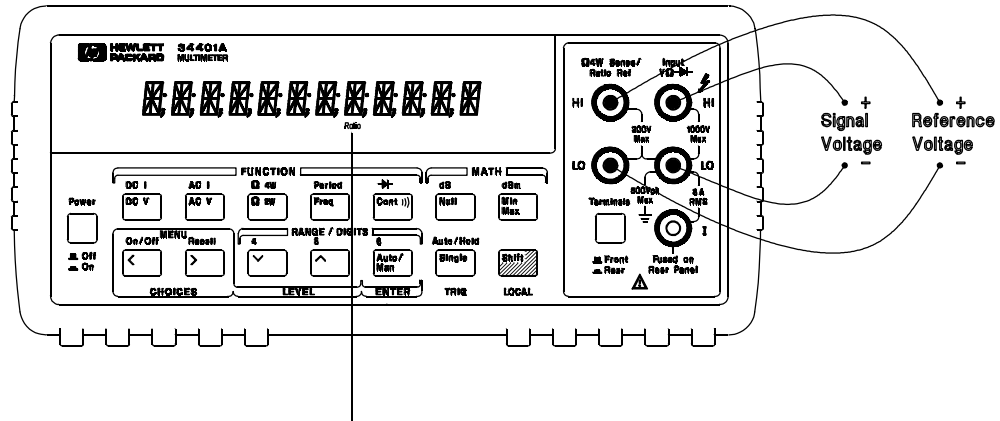 hp HEWLETT PACKARD
34401A MULTIMETER
Ratio
FUNCTION
MATH
DC I
AC I
Ω 4W
Period
dB
dBm
Power
DC V
AC V
Ω 2W
Freq
Cont )))
Null
Min Max
Off
On
MENU
RANGE / DIGITS
On/Off
Recall
4
5
6
Auto/Hold
<
>
Auto/ Man
Single
Shift
CHOICES
LEVEL
ENTER
TRIG
LOCAL
Ω4W Sense/ Ratio Ref
Input VΩ
HI
HI
200V Max
1000V Max
LO
LO
500Vpk Max
3A RMS
Terminals
I
Front
Rear
Fused on Rear Panel
+
Signal Voltage
−
+
Reference Voltage
−